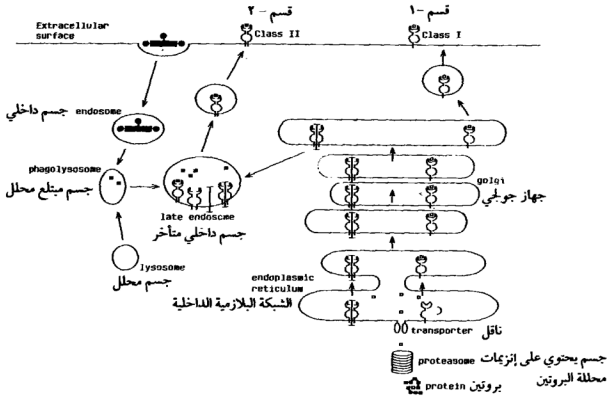 قسم -٢
قسم -١
Extracellular
surface
Class II
Class I
endosome جسم داخلي
phagolysosome
جسم مبتلع محلل
late endoscme
جسم داخلي متأخر
lysosome
جسم محلل
golgi
جهاز جولجي
endoplasmic
reticulum
الشبكة البلازمية الداخلية
transporter ناقل
proteasome جسم يحتوي على إنزيمات
محللة البروتين
protein بروتين